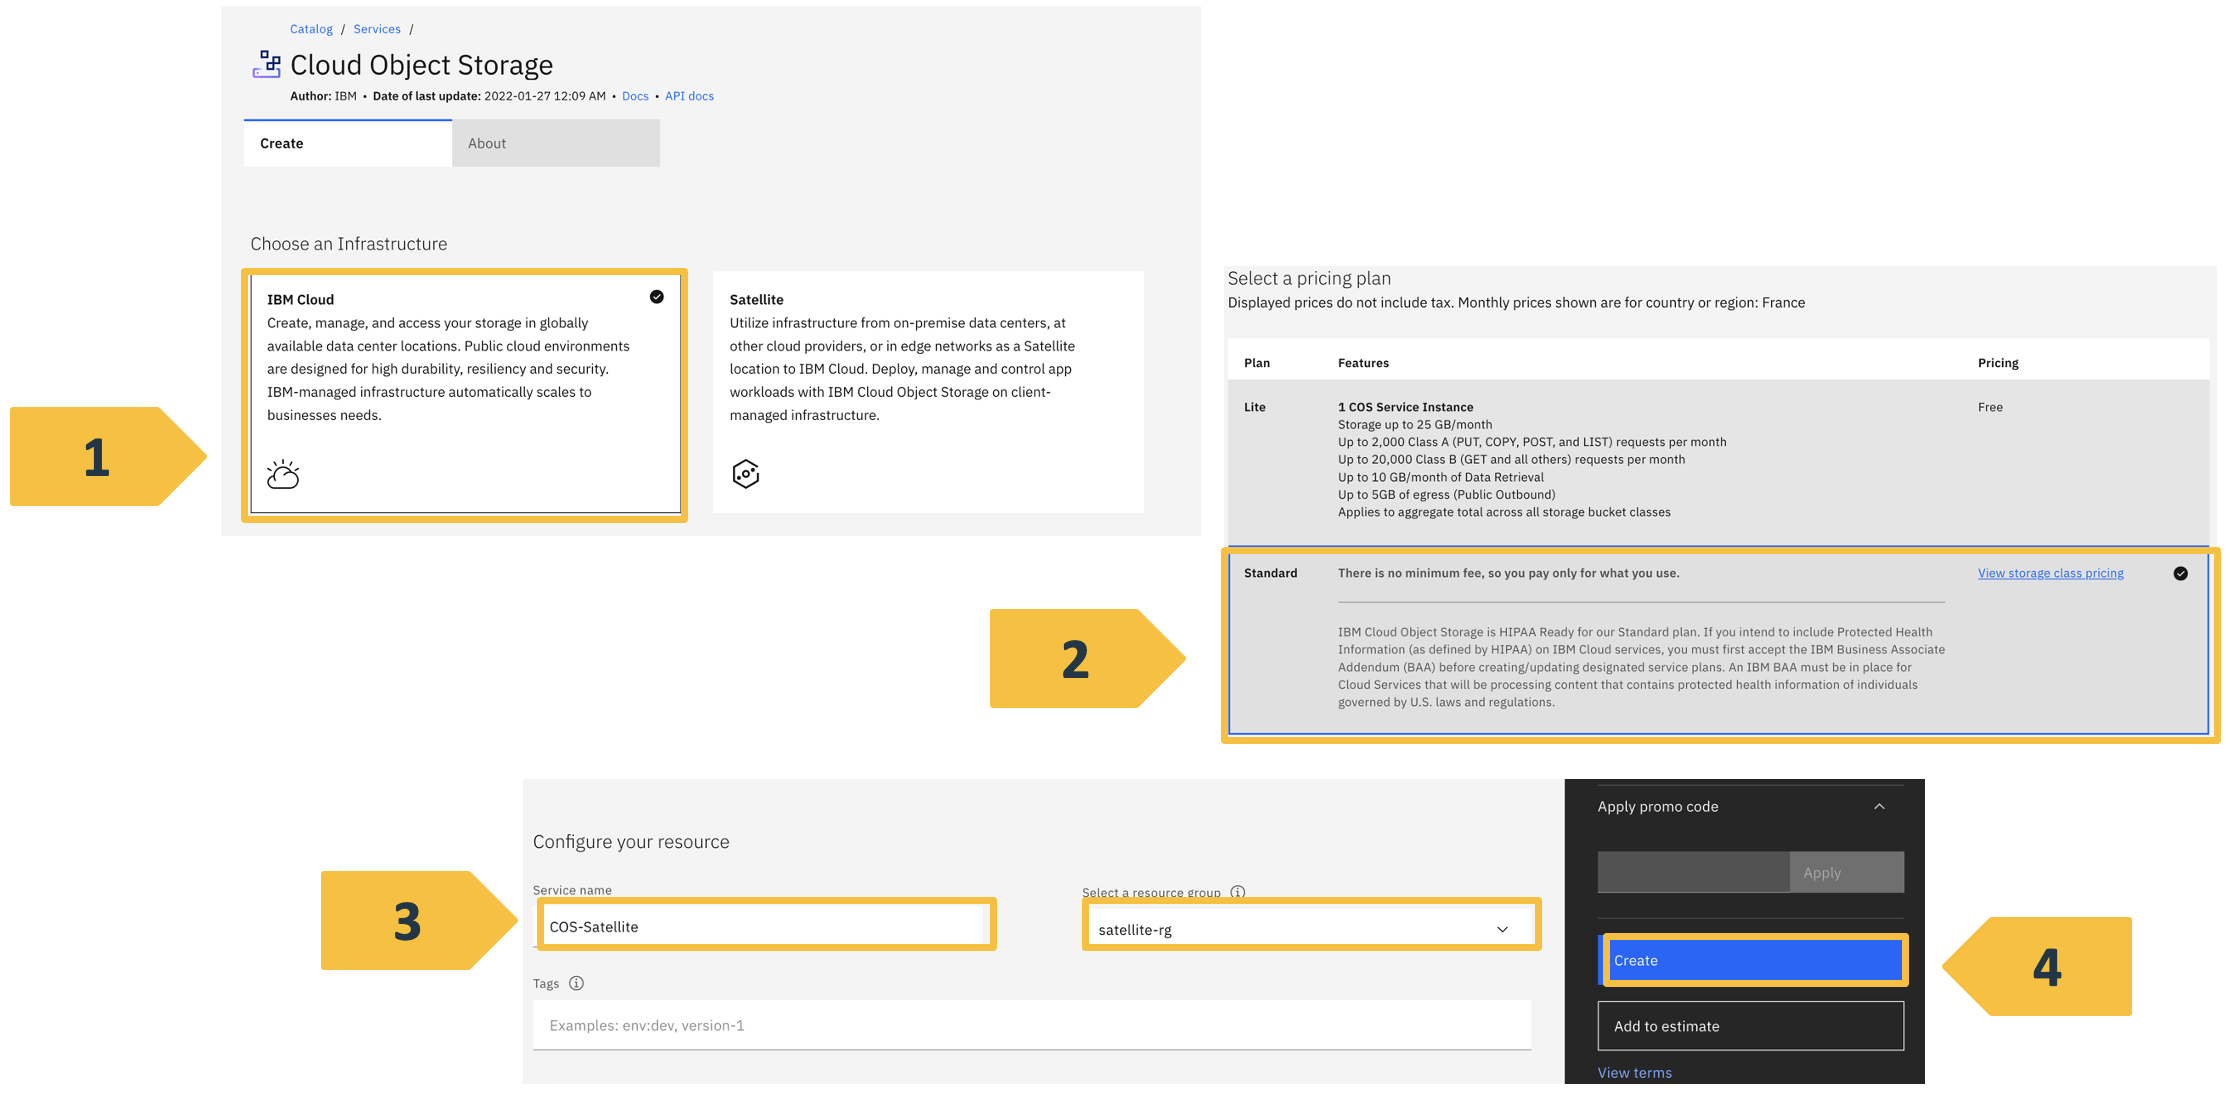 Catalog / Services /
Cloud Object Storage
Author: IBM • Date of last update: 2022-01-27 12:09 AM • Docs • API docs
Create
About
Choose an Infrastructure
IBM Cloud
Create, manage, and access your storage in globally
available data center locations. Public cloud environments
are designed for high durability, resiliency and security.
IBM-managed infrastructure automatically scales to
businesses needs.
Satellite
Utilize infrastructure from on-premise data centers, at
other cloud providers, or in edge networks as a Satellite
location to IBM Cloud. Deploy, manage and control app
workloads with IBM Cloud Object Storage on client-
managed infrastructure.
1
Select a pricing plan
Displayed prices do not include tax. Monthly prices shown are for country or region: France
Plan
Features
Pricing
Lite
1 COS Service Instance
Free
Storage up to 25 GB/month
Up to 2,000 Class A (PUT, COPY, POST, and LIST) requests per month
Up to 20,000 Class B (GET and all others) requests per month
Up to 10 GB/month of Data Retrieval
Up to 5GB of egress (Public Outbound)
Applies to aggregate total across all storage bucket classes
Standard
There is no minimum fee, so you pay only for what you use.
View storage class pricing
IBM Cloud Object Storage is HIPAA Ready for our Standard plan. If you intend to include Protected Health
Information (as defined by HIPAA) on IBM Cloud services, you must first accept the IBM Business Associate
Addendum (BAA) before creating/updating designated service plans. An IBM BAA must be in place for
Cloud Services that will be processing content that contains protected health information of individuals
governed by U.S. laws and regulations.
2
Configure your resource
Service name
COS-Satellite
Select a resource group
satellite-rg
Tags
Examples: env:dev, version-1
3
Apply promo code
Apply
Create
Add to estimate
View terms
4